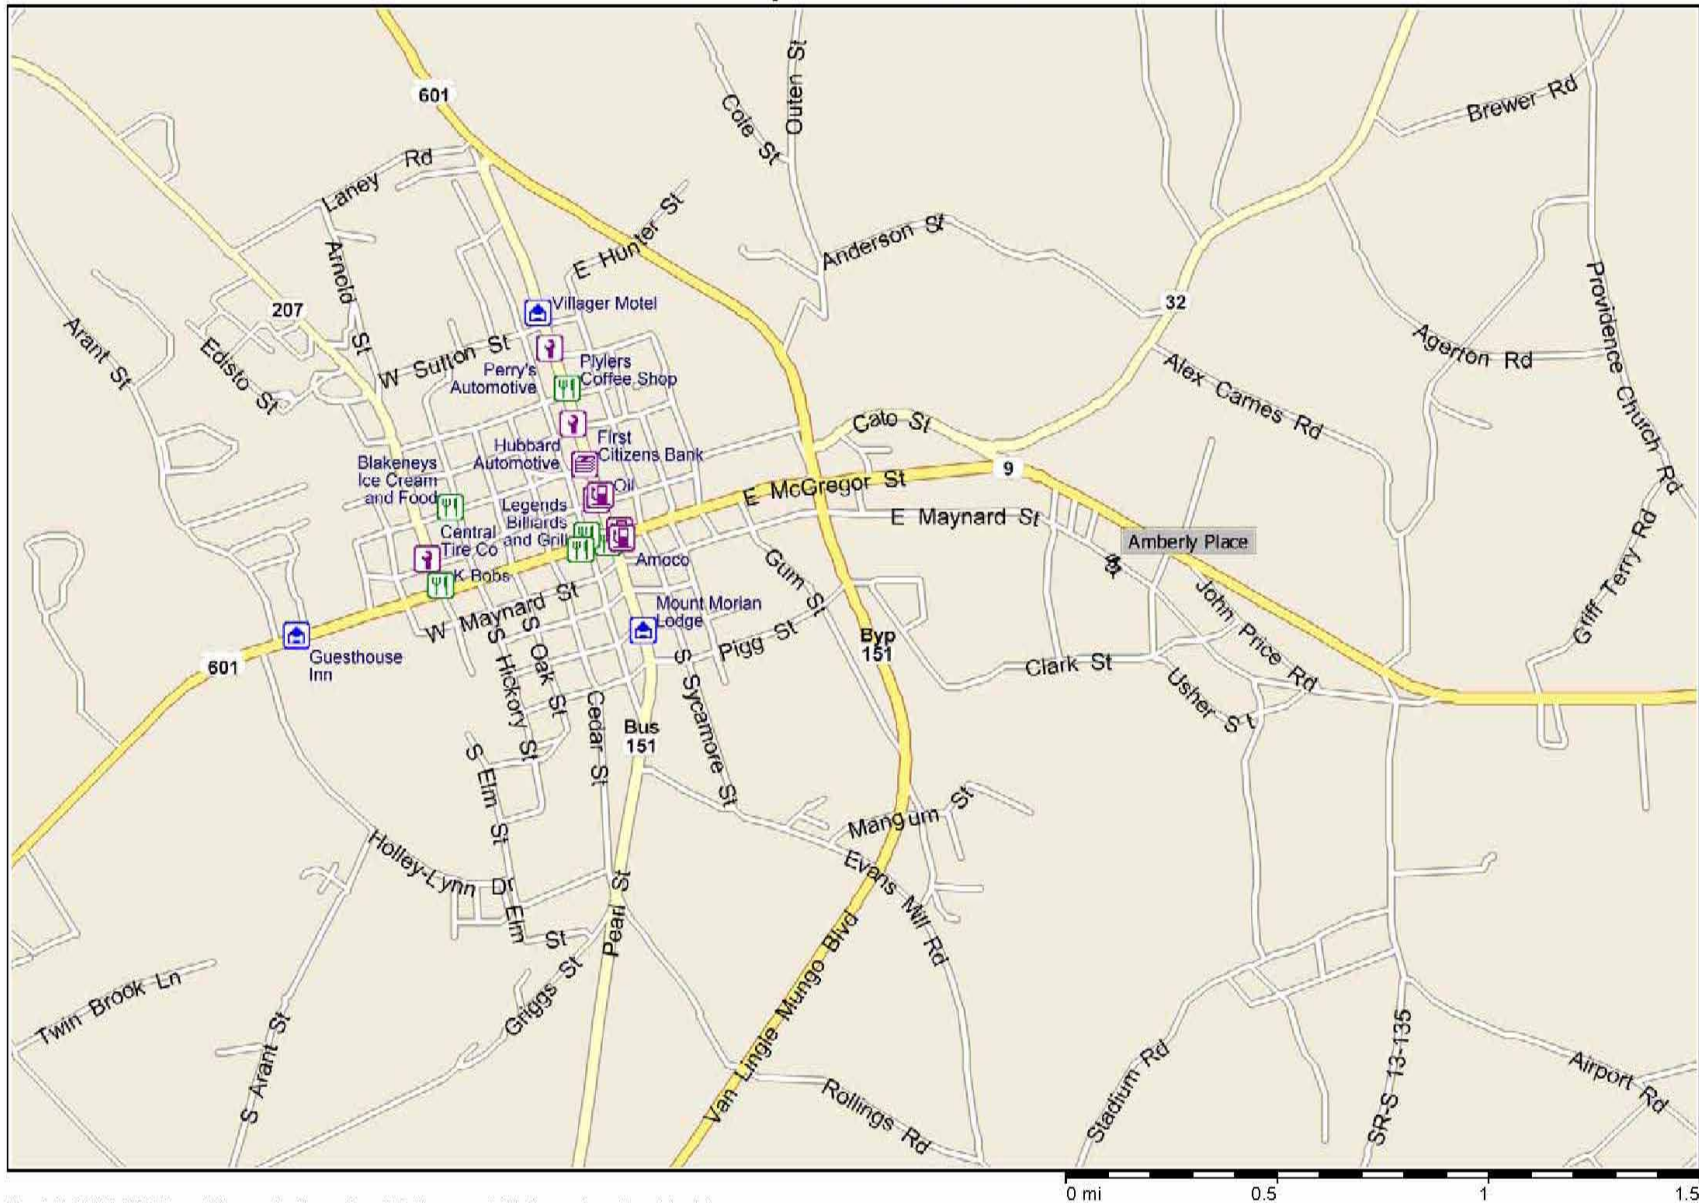 601
Cole St
Outen St
Brewer Rd
Laney Rd
E Hunter St
Anderson St
Arnold St
207
Villager Motel
32
Providence Church Rd
Arant St
Edisto St
W Sutton St
Perry's
Automotive
Plylers
Coffee Shop
Agerton Rd
Alex Carnes Rd
Cato St
Hubbard
Automotive
First
Citizens Bank
Blakeneys
Ice Cream
and Food
Oil
E McGregor St
9
Legends
Billiards
and Grill
E Maynard St
Central
Tire Co
Amoco
Amberly Place
Griff Terry Rd
K Bobs
Gum St
W Maynard St
Mount Morian
Lodge
John Price Rd
Pigg St
Byp
151
601
Guesthouse
Inn
S Hickory St
S Oak St
Cedar St
S Sycamore St
Clark St
Usher St
Bus
151
S Elm St
Mangum St
Holley-Lynn Dr
Evans Mill Rd
Elm St
Pearl St
Van Lingle Mungo Blvd
Griggs St
Twin Brook Ln
S Arant St
Rollings Rd
Stadium Rd
SR-S 13-135
Airport Rd
0 mi 0.5 1 1.5